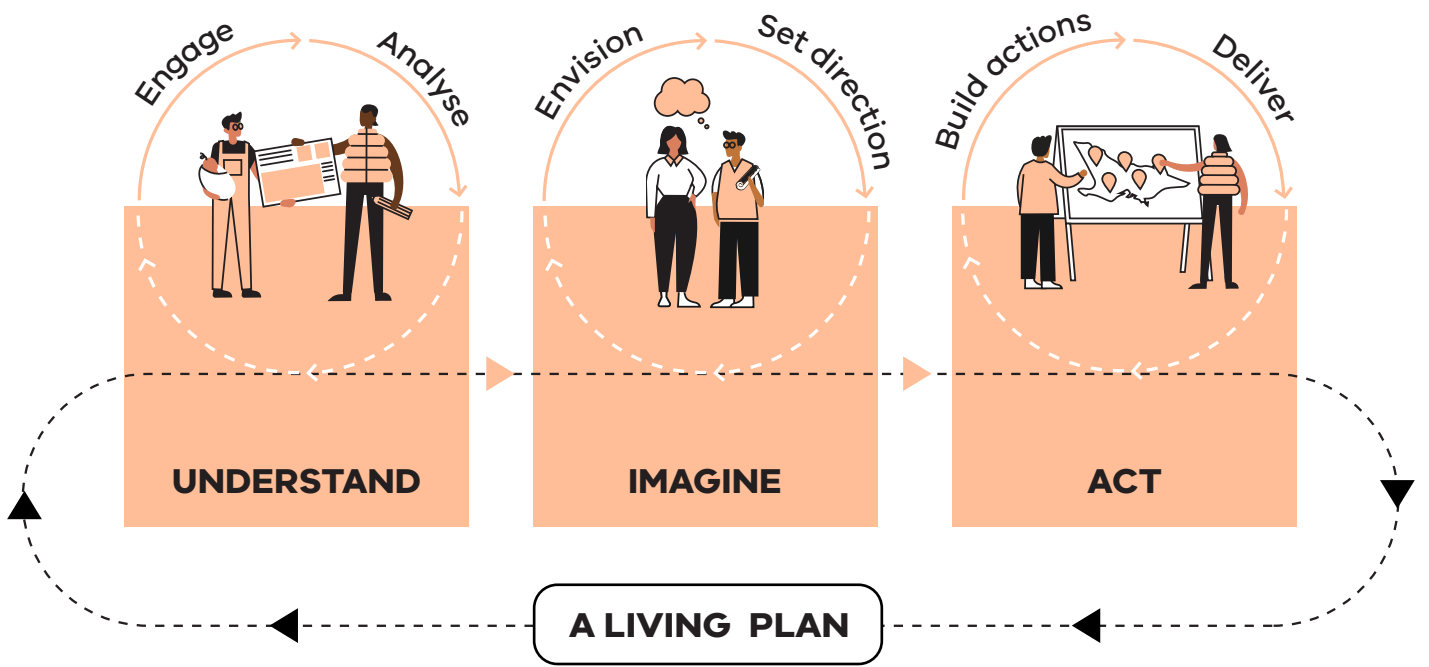 Engage
Analyse
Envision
Set direction
Build actions
Deliver
UNDERSTAND
IMAGINE
ACT
A LIVING PLAN